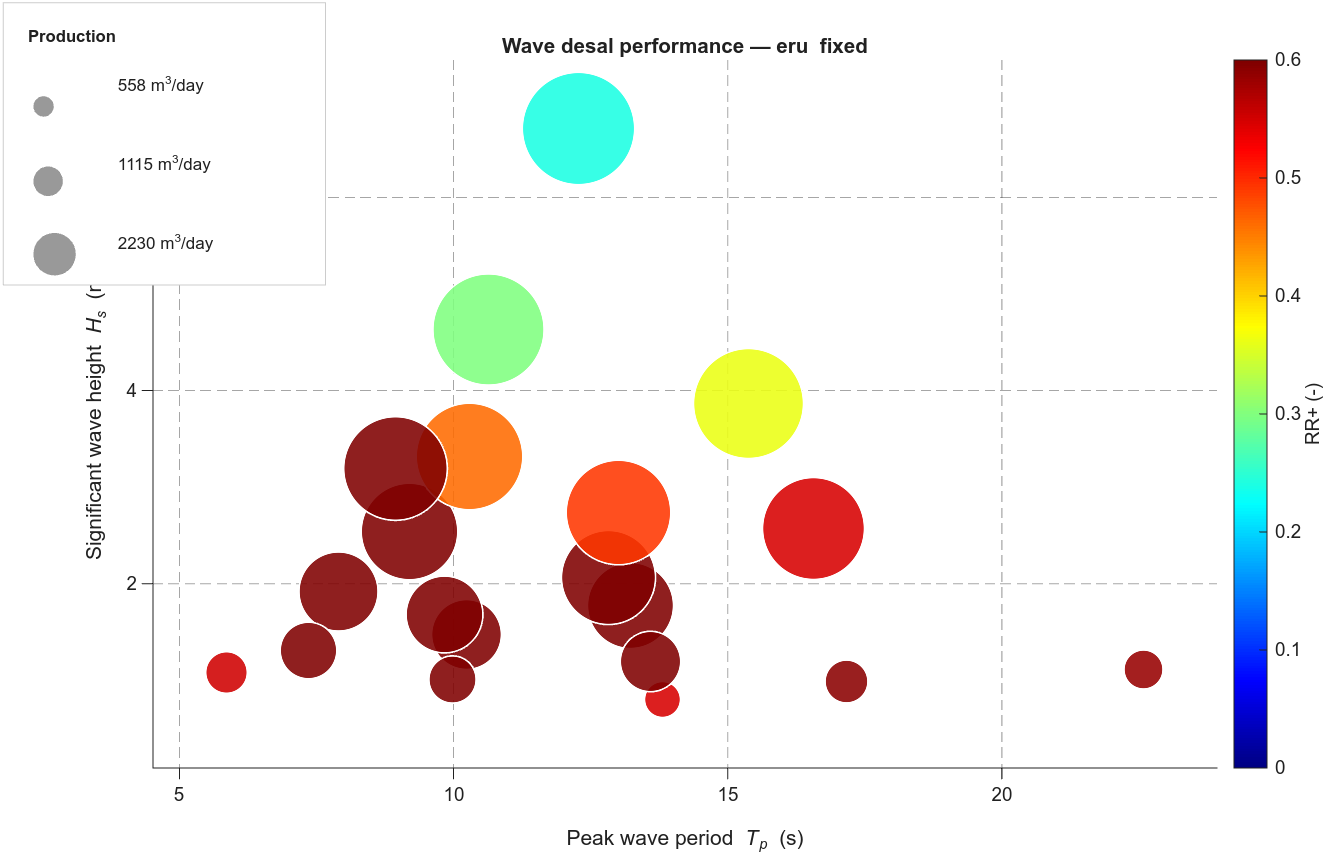 Production
558 m³/day
1115 m³/day
2230 m³/day
Wave desal performance — eru  fixed
Significant wave height  Hₛ
4
2
5
10
15
20
Peak wave period  Tₚ  (s)
0.6
0.5
0.4
0.3
0.2
0.1
0
RR+ (-)